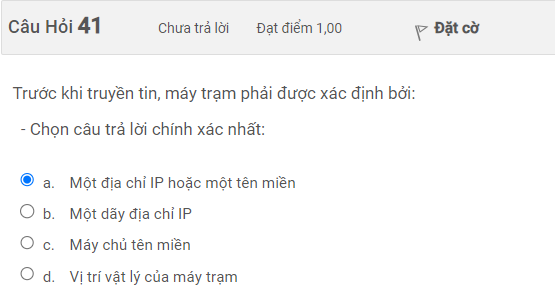 Câu Hỏi 41 Chưa trả lời Đạt điểm 1,00 Đặt cờ
Trước khi truyền tin, máy trạm phải được xác định bởi:
- Chọn câu trả lời chính xác nhất:
a. Một địa chỉ IP hoặc một tên miền
b. Một dãy địa chỉ IP
c. Máy chủ tên miền
d. Vị trí vật lý của máy trạm